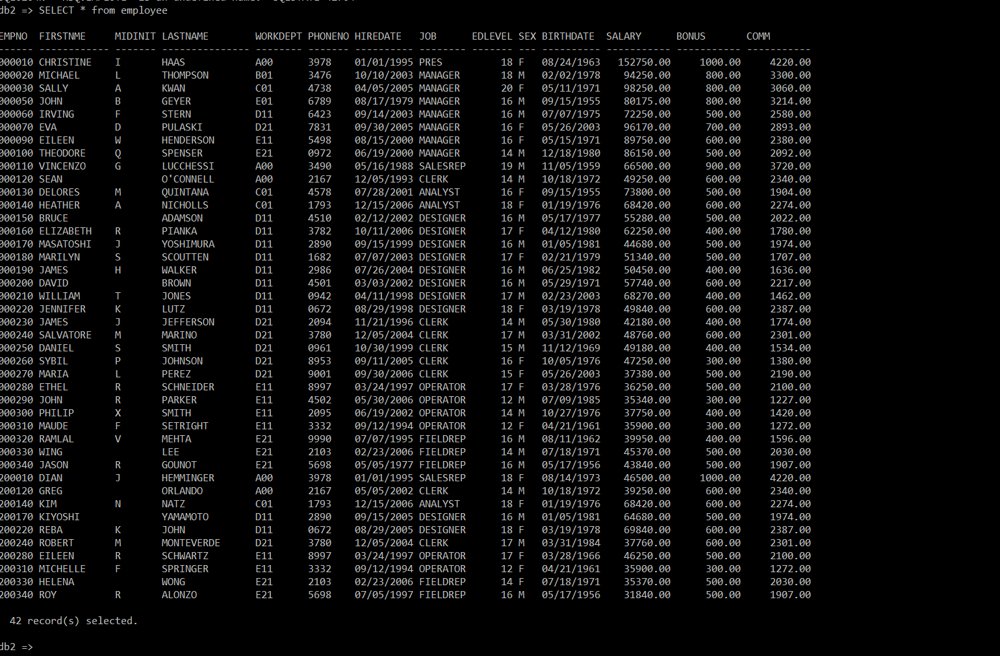 db2 => SELECT * from employee
EMPNO FIRSTNME MIDINIT LASTNAME WORKDEPT PHONENO HIREDATE JOB EDLEVEL SEX BIRTHDATE SALARY BONUS COMM
------ ------------ ------- --------------- -------- ------- ---------- -------- ------- --- ---------- ----------- ----------- -----------
000010 CHRISTINE I HAAS A00 3978 01/01/1995 PRES 18 F 08/24/1963 152750.00 1000.00 4220.00
000020 MICHAEL L THOMPSON B01 3476 10/10/2003 MANAGER 18 M 02/02/1978 94250.00 800.00 3300.00
000030 SALLY A KWAN C01 4738 04/05/2005 MANAGER 20 F 05/11/1971 98250.00 800.00 3060.00
000050 JOHN B GEYER E01 6789 08/17/1979 MANAGER 16 M 09/15/1955 80175.00 800.00 3214.00
000060 IRVING F STERN D11 6423 09/14/2003 MANAGER 16 M 07/07/1975 72250.00 500.00 2580.00
000070 EVA D PULASKI D21 7831 09/30/2005 MANAGER 16 F 05/26/2003 96170.00 700.00 2893.00
000090 EILEEN W HENDERSON E11 5498 08/15/2000 MANAGER 16 F 05/15/1971 89750.00 600.00 2380.00
000100 THEODORE Q SPENSER E21 0972 06/19/2000 MANAGER 14 M 12/18/1980 86150.00 500.00 2092.00
000110 VINCENZO G LUCCHESSI A00 3490 05/16/1988 SALESREP 19 M 11/05/1959 66500.00 900.00 3720.00
000120 SEAN O'CONNELL A00 2167 12/05/1993 CLERK 14 M 10/18/1972 49250.00 600.00 2340.00
000130 DELORES M QUINTANA C01 4578 07/28/2001 ANALYST 16 F 09/15/1955 73800.00 500.00 1904.00
000140 HEATHER A NICHOLLS C01 1793 12/15/2006 ANALYST 18 F 01/19/1976 68420.00 600.00 2274.00
000150 BRUCE ADAMSON D11 4510 02/12/2002 DESIGNER 16 M 05/17/1977 55280.00 500.00 2022.00
000160 ELIZABETH R PIANKA D11 3782 10/11/2006 DESIGNER 17 F 04/12/1980 62250.00 400.00 1780.00
000170 MASATOSHI J YOSHIMURA D11 2890 09/15/1999 DESIGNER 16 M 01/05/1981 44680.00 500.00 1974.00
000180 MARILYN S SCOUTTEN D11 1682 07/07/2003 DESIGNER 17 F 02/21/1979 51340.00 500.00 1707.00
000190 JAMES H WALKER D11 2986 07/26/2004 DESIGNER 16 M 06/25/1982 50450.00 400.00 1636.00
000200 DAVID BROWN D11 4501 03/03/2002 DESIGNER 16 M 05/29/1971 57740.00 600.00 2217.00
000210 WILLIAM T JONES D11 0942 04/11/1998 DESIGNER 17 M 02/23/2003 68270.00 400.00 1462.00
000220 JENNIFER K LUTZ D11 0672 08/29/1998 DESIGNER 18 F 03/19/1978 49840.00 600.00 2387.00
000230 JAMES J JEFFERSON D21 2094 11/21/1996 CLERK 14 M 05/30/1980 42180.00 400.00 1774.00
000240 SALVATORE M MARINO D21 3780 12/05/2004 CLERK 17 M 03/31/2002 48760.00 600.00 2301.00
000250 DANIEL S SMITH D21 0961 10/30/1999 CLERK 15 M 11/12/1969 49180.00 400.00 1534.00
000260 SYBIL P JOHNSON D21 8953 09/11/2005 CLERK 16 F 10/05/1976 47250.00 300.00 1380.00
000270 MARIA L PEREZ D21 9001 09/30/2006 CLERK 15 F 05/26/2003 37380.00 500.00 2190.00
000280 ETHEL R SCHNEIDER E11 8997 03/24/1997 OPERATOR 17 F 03/28/1976 36250.00 500.00 2100.00
000290 JOHN R PARKER E11 4502 05/30/2006 OPERATOR 12 M 07/09/1985 35340.00 300.00 1227.00
000300 PHILIP X SMITH E11 2095 06/19/2002 OPERATOR 14 M 10/27/1976 37750.00 400.00 1420.00
000310 MAUDE F SETRIGHT E11 3332 09/12/1994 OPERATOR 12 F 04/21/1961 35900.00 300.00 1272.00
000320 RAMLAL V MEHTA E21 9990 07/07/1995 FIELDREP 16 M 08/11/1962 39950.00 400.00 1596.00
000330 WING LEE E21 2103 02/23/2006 FIELDREP 14 M 07/18/1971 45370.00 500.00 2030.00
000340 JASON R GOUNOT E21 5698 05/05/1977 FIELDREP 16 M 05/17/1956 43840.00 500.00 1907.00
200010 DIAN J HEMMINGER A00 3978 01/01/1995 SALESREP 18 F 08/14/1973 46500.00 1000.00 4220.00
200120 GREG ORLANDO A00 2167 05/05/2002 CLERK 14 M 10/18/1972 39250.00 600.00 2340.00
200140 KIM N NATZ C01 1793 12/15/2006 ANALYST 18 F 01/19/1976 68420.00 600.00 2274.00
200170 KIYOSHI YAMAMOTO D11 2890 09/15/2005 DESIGNER 16 M 01/05/1981 64680.00 500.00 1974.00
200220 REBA K JOHN D11 0672 08/29/2005 DESIGNER 18 F 03/19/1978 69840.00 600.00 2387.00
200240 ROBERT M MONTEVERDE D21 3780 12/05/2004 CLERK 17 M 03/31/1984 37760.00 600.00 2301.00
200280 EILEEN R SCHWARTZ E11 8997 03/24/1997 OPERATOR 17 F 03/28/1966 46250.00 500.00 2100.00
200310 MICHELLE F SPRINGER E11 3332 09/12/1994 OPERATOR 12 F 04/21/1961 35900.00 300.00 1272.00
200330 HELENA WONG E21 2103 02/23/2006 FIELDREP 14 F 07/18/1971 35370.00 500.00 2030.00
200340 ROY R ALONZO E21 5698 07/05/1997 FIELDREP 16 M 05/17/1956 31840.00 500.00 1907.00
42 record(s) selected.
db2 =>